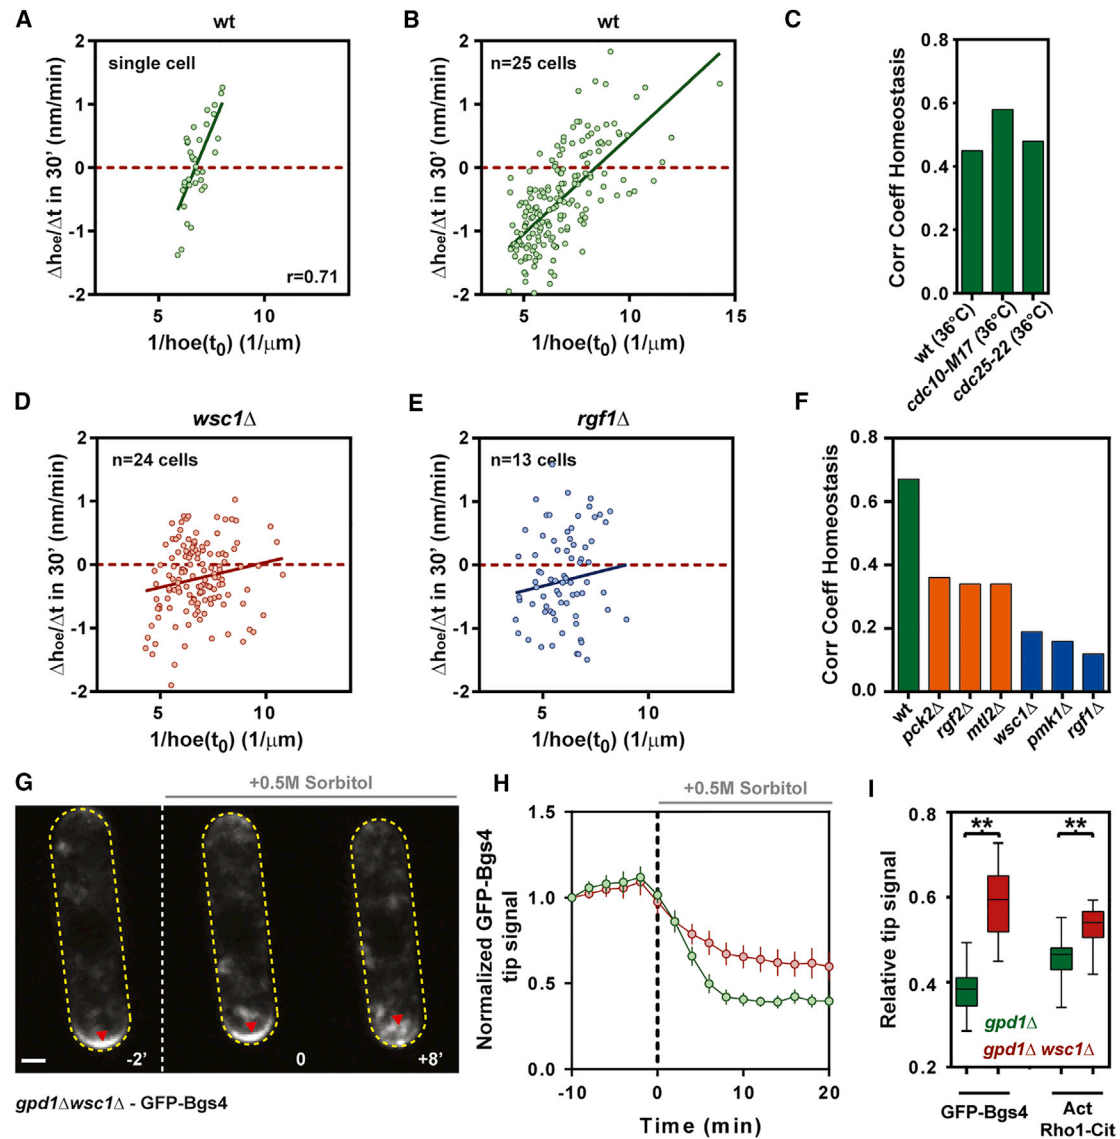 A
wt
single cell
r=0.71
2
1
0
-1
-2
5
10
Δhoe/Δt in 30' (nm/min)
1/hoe(t0) (1/μm)
B
wt
n=25 cells
2
1
0
-1
-2
5
10
15
Δhoe/Δt in 30' (nm/min)
1/hoe(t0) (1/μm)
C
Corr Coeff Homeostasis
0.8
0.6
0.4
0.2
0.0
wt (36°C)
cdc10-M17 (36°C)
cdc25-22 (36°C)
D
wsc1Δ
n=24 cells
2
1
0
-1
-2
5
10
Δhoe/Δt in 30' (nm/min)
1/hoe(t0) (1/μm)
E
rgf1Δ
n=13 cells
2
1
0
-1
-2
5
10
Δhoe/Δt in 30' (nm/min)
1/hoe(t0) (1/μm)
F
Corr Coeff Homeostasis
0.8
0.6
0.4
0.2
0.0
wt
pck2Δ
rgf2Δ
mtl2Δ
wsc1Δ
pmk1Δ
rgf1Δ
G
+0.5M Sorbitol
-2'
0
+8'
gpd1Δwsc1Δ - GFP-Bgs4
H
+0.5M Sorbitol
Normalized GFP-Bgs4
tip signal
1.5
1.0
0.5
0.0
-10
0
10
20
Time (min)
I
Relative tip signal
0.8
0.6
0.4
0.2
**
**
gpd1Δ
gpd1Δ wsc1Δ
GFP-Bgs4
Act
Rho1-Cit